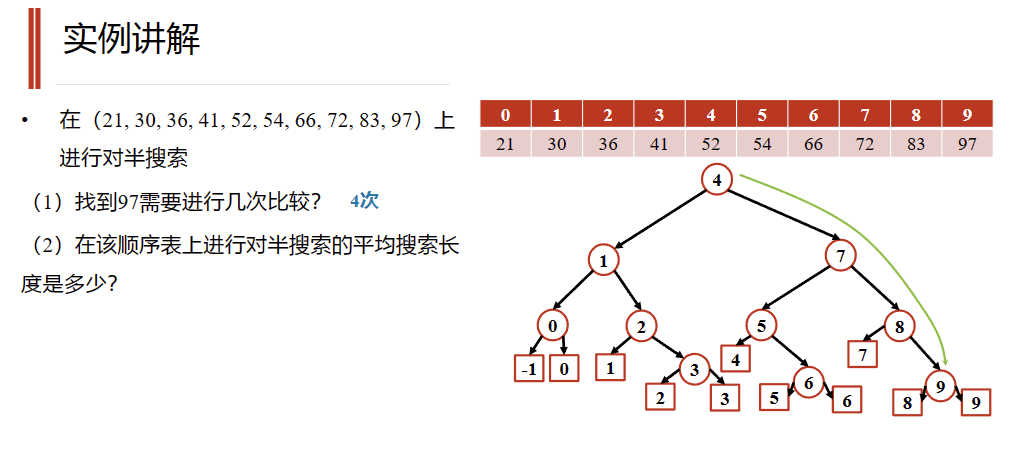 实例讲解
• 在（21, 30, 36, 41, 52, 54, 66, 72, 83, 97）上
进行对半搜索
（1）找到97需要进行几次比较？ 4次
（2）在该顺序表上进行对半搜索的平均搜索长
度是多少？
0 1 2 3 4 5 6 7 8 9
21 30 36 41 52 54 66 72 83 97
4
1 7
0 2 5 8
-1 0 1 3 4 6 7 9
2 3 5 6 8 9